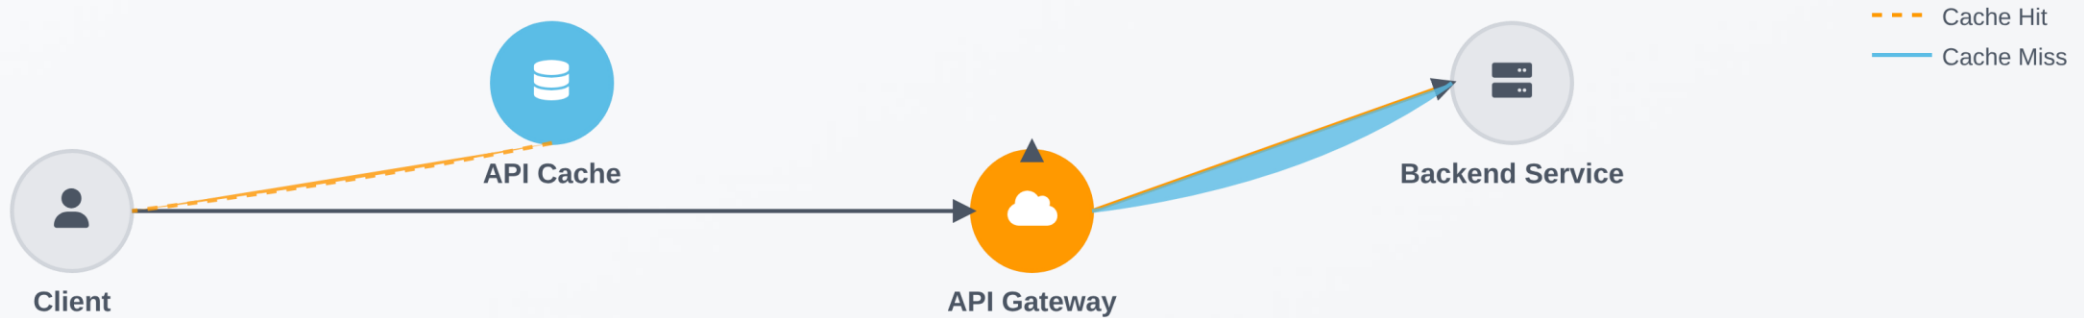 Cache Hit
Cache Miss
API Cache
Backend Service
Client
API Gateway